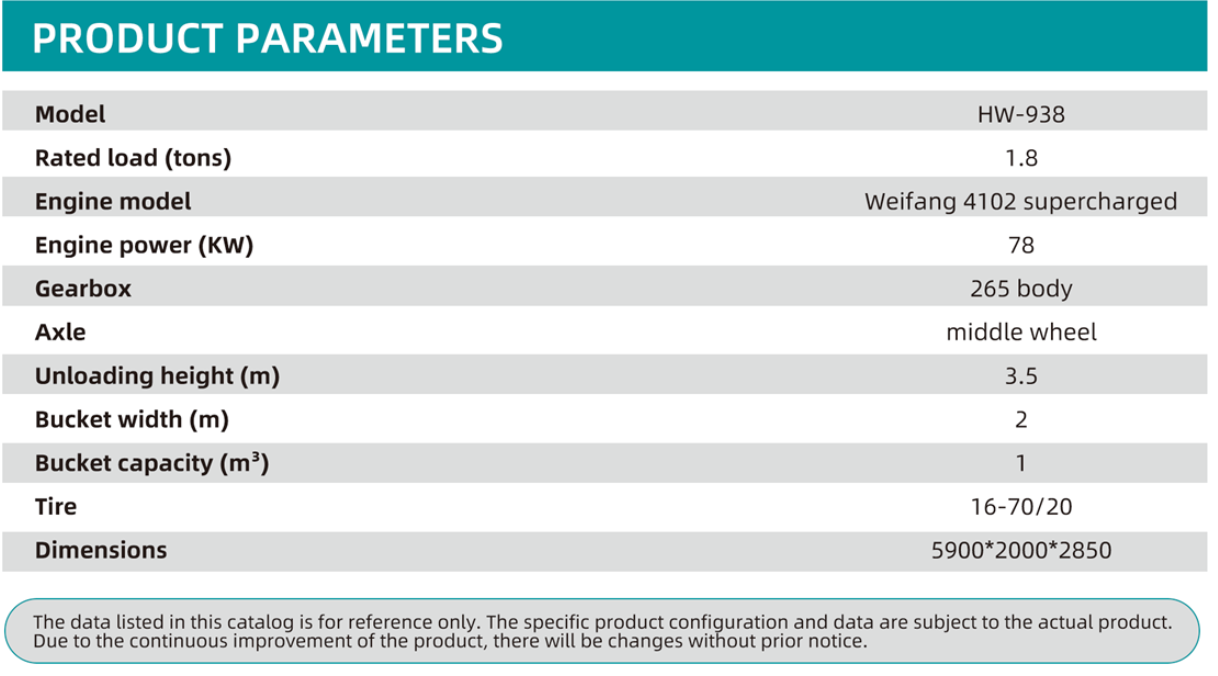 PRODUCT PARAMETERS
Model HW-938
Rated load (tons) 1.8
Engine model Weifang 4102 supercharged
Engine power (KW) 78
Gearbox 265 body
Axle middle wheel
Unloading height (m) 3.5
Bucket width (m) 2
Bucket capacity (m³) 1
Tire 16-70/20
Dimensions 5900*2000*2850
The data listed in this catalog is for reference only. The specific product configuration and data are subject to the actual product.
Due to the continuous improvement of the product, there will be changes without prior notice.